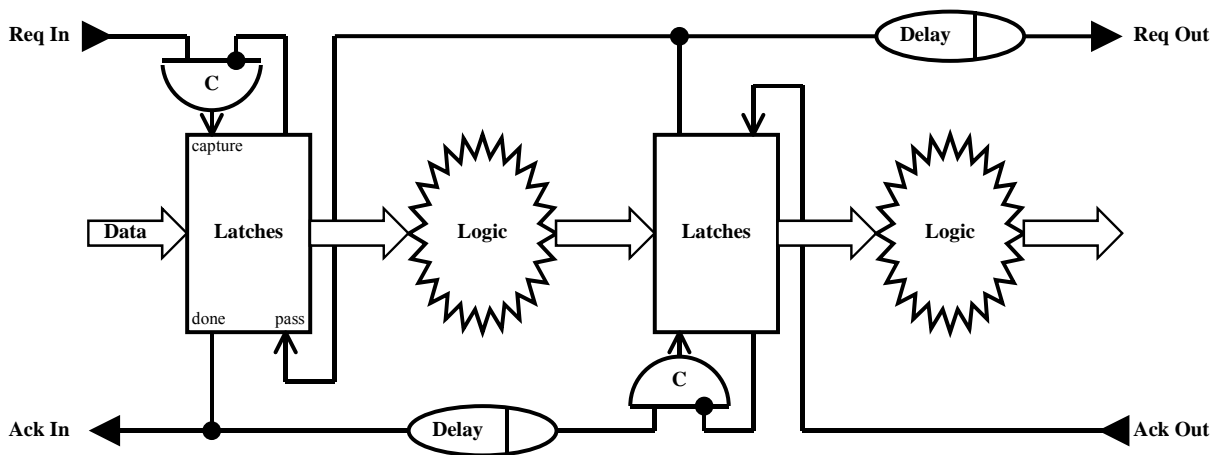 Req In
Delay
Req Out
C
capture
Data
Latches
Logic
Latches
Logic
done
pass
C
Ack In
Delay
Ack Out